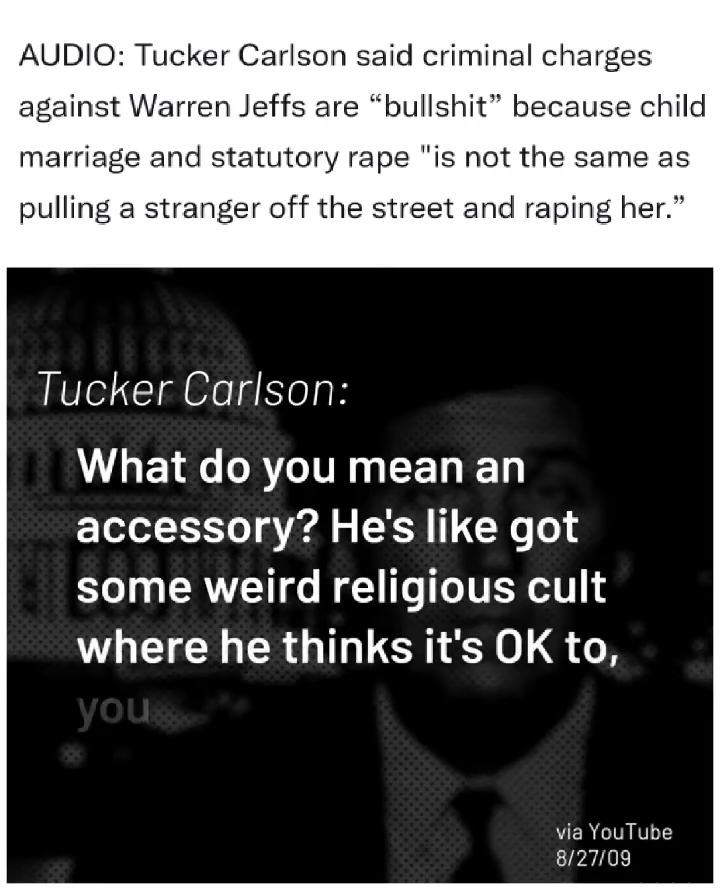 AUDIO: Tucker Carlson said criminal charges
against Warren Jeffs are “bullshit” because child
marriage and statutory rape "is not the same as
pulling a stranger off the street and raping her.”
Tucker Carlson:
What do you mean an
accessory? He's like got
some weird religious cult
where he thinks it's OK to,
you
via YouTube
8/27/09